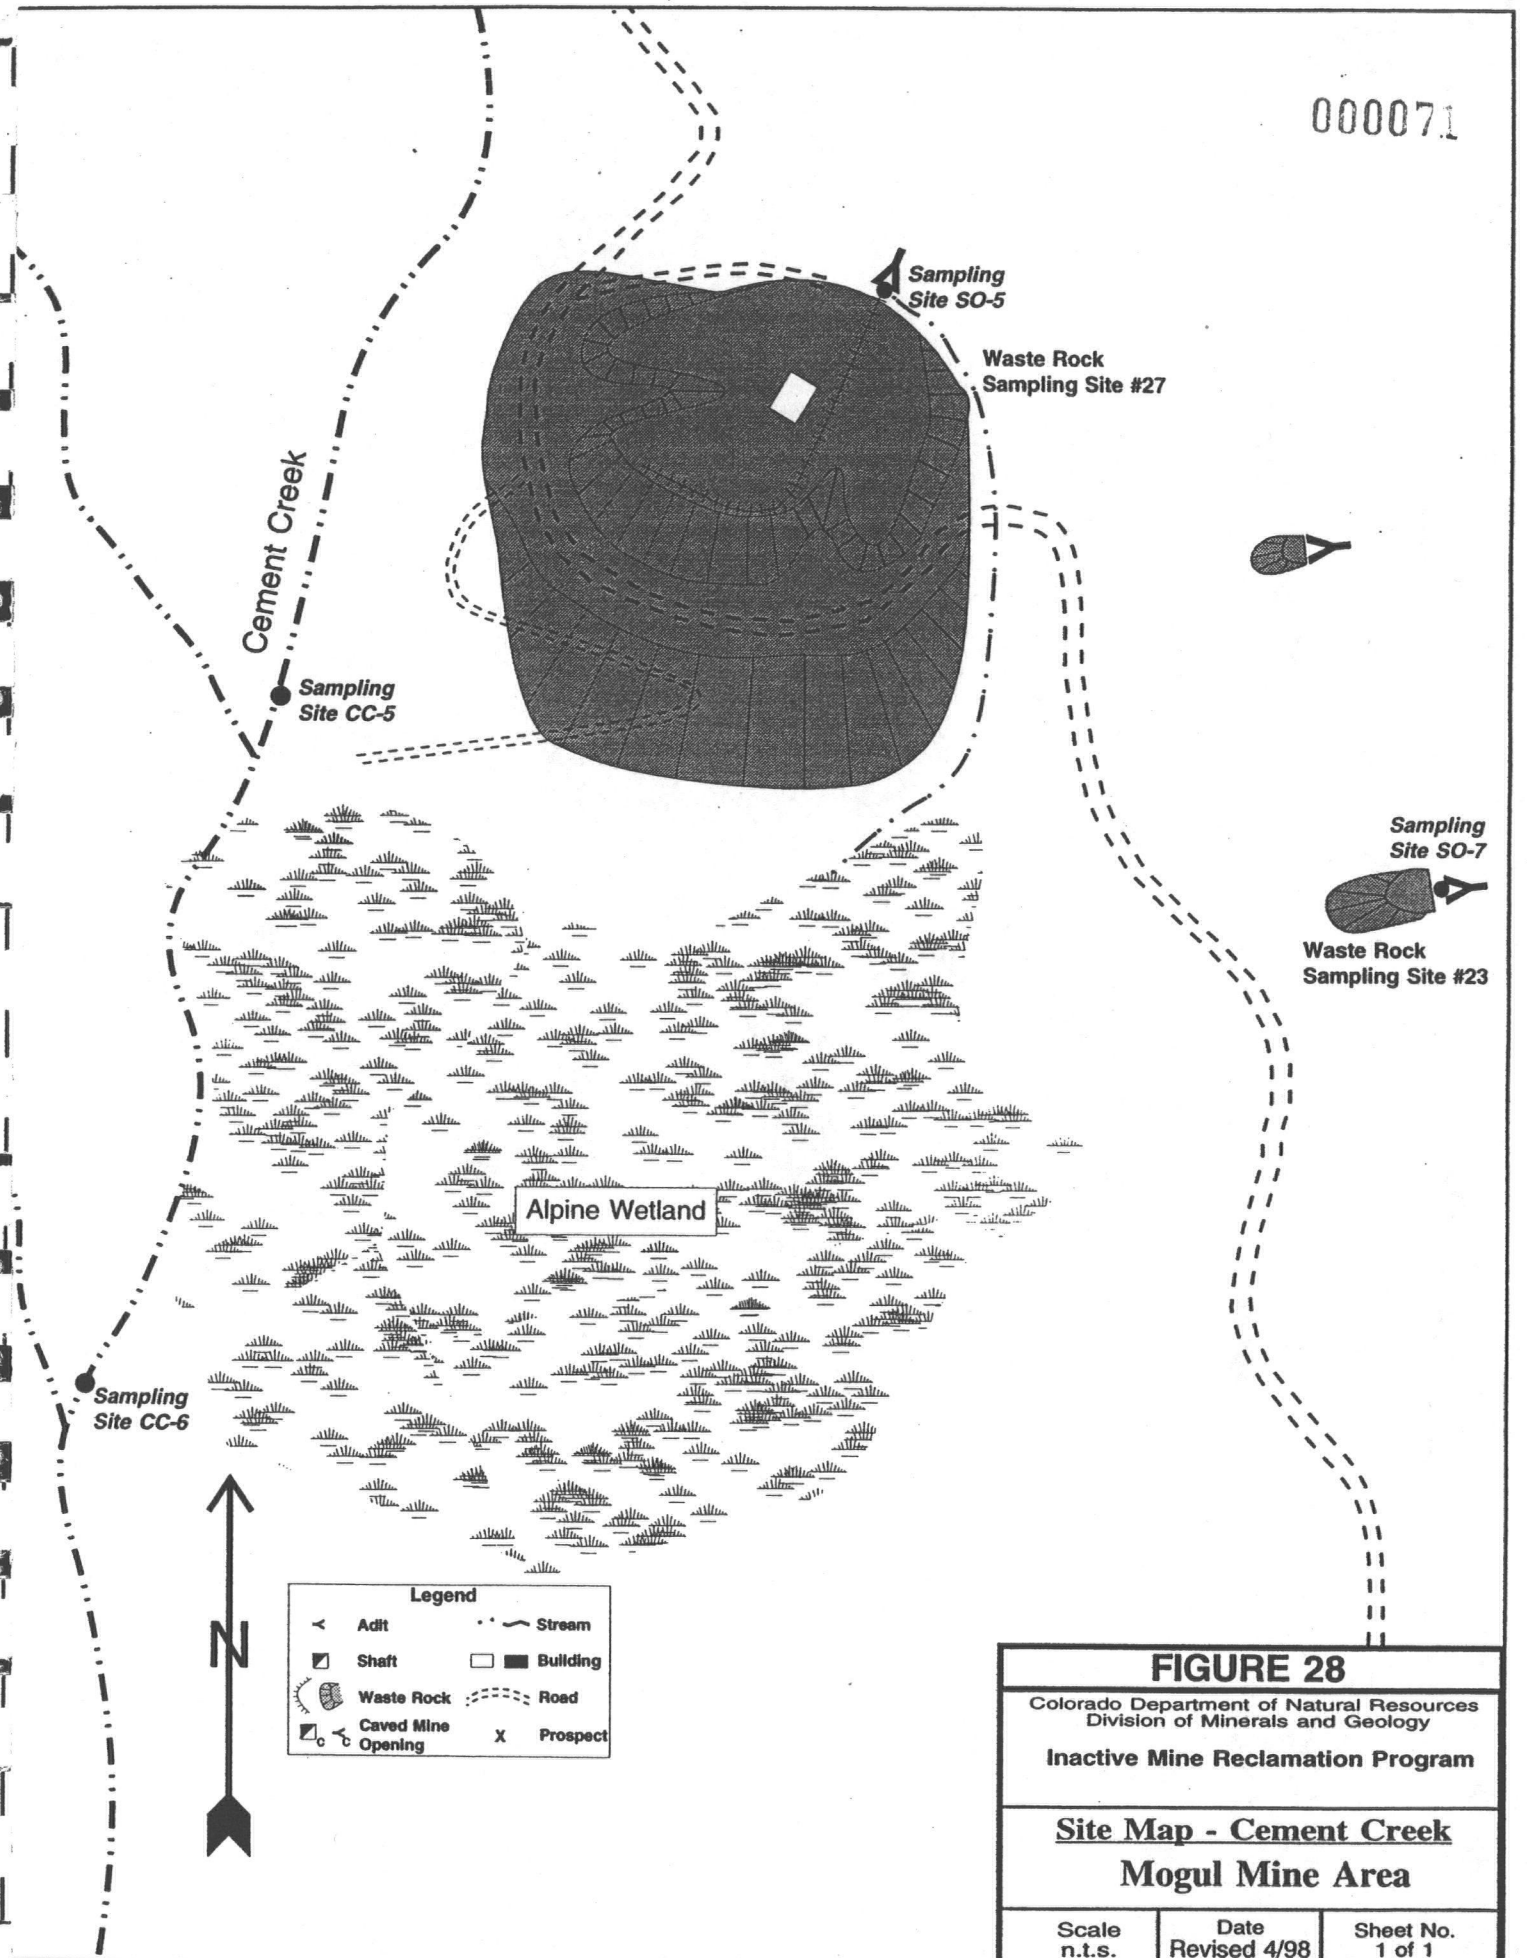 000071
Sampling
Site SO-5
Waste Rock
Sampling Site #27
Cement Creek
Sampling
Site CC-5
Sampling
Site SO-7
Waste Rock
Sampling Site #23
Alpine Wetland
Sampling
Site CC-6
N
Legend
Adit
Stream
Shaft
Building
Waste Rock
Road
C C Caved Mine
Opening
X Prospect
FIGURE 28
Colorado Department of Natural Resources
Division of Minerals and Geology
Inactive Mine Reclamation Program
Site Map - Cement Creek
Mogul Mine Area
Scale
n.t.s.
Date
Revised 4/98
Sheet No.
1 of 1